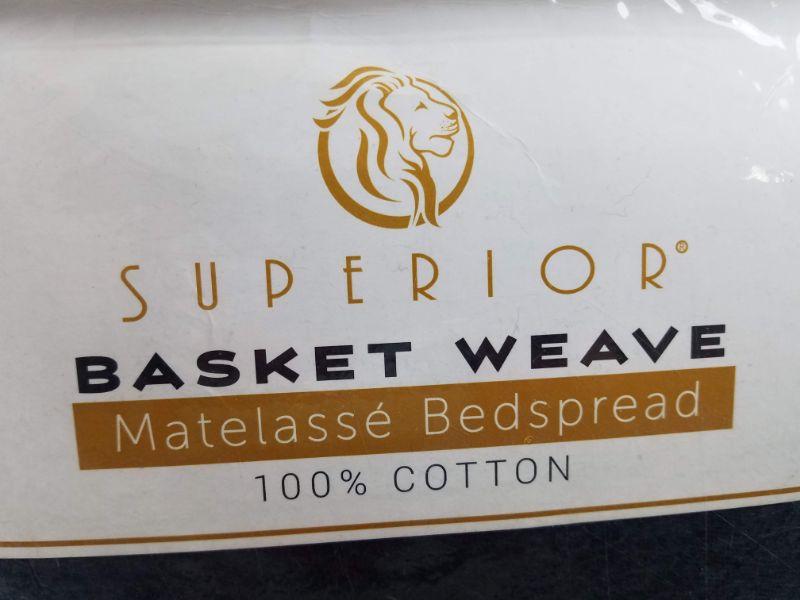 SUPERIOR®
BASKET WEAVE
Matelassé Bedspread
100% COTTON